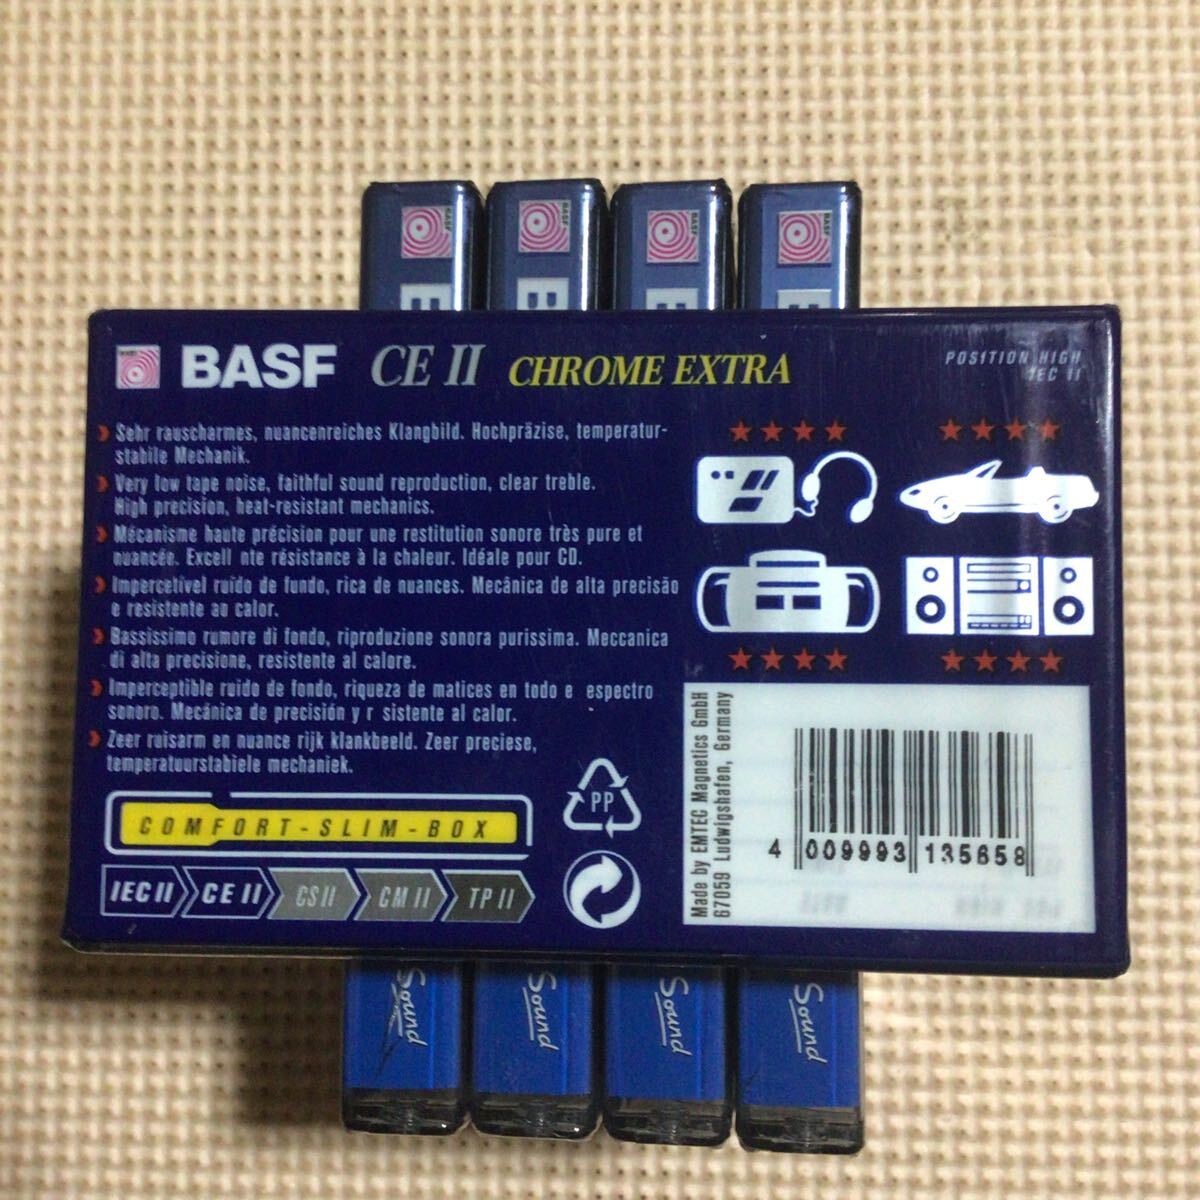 BASF
BASF
BASF
BASF
B
BASF CE II CHROME EXTRA
POSITION HIGH
IEC II
Sehr rauscharmes, nuancenreiches Klangbild. Hochpräzise, temperatur-
stabile Mechanik.
Very low tape noise, faithful sound reproduction, clear treble.
High precision, heat-resistant mechanics.
Mécanisme haute précision pour une restitution sonore très pure et
nuancée. Excell nte résistance à la chaleur. Idéale pour CD.
Impercetível ruído de fundo, rica de nuances. Mecânica de alta precisão
e resistente ao calor.
Bassissimo rumore di fondo, riproduzione sonora purissima. Meccanica
di alta precisione, resistente al calore.
Imperceptible ruido de fondo, riqueza de matices en todo e espectro
sonoro. Mecánica de precisión y r sistente al calor.
Zeer ruisarm en nuance rijk klankbeeld. Zeer preciese,
temperatuurstabiele mechaniek.
COMFORT-SLIM-BOX
IEC II CE II CS II CM II TP II
PP
Made by EMTEC Magnetics GmbH
67059 Ludwigshafen, Germany
4 009993 135658
Sound
Sound
Sound
Sound